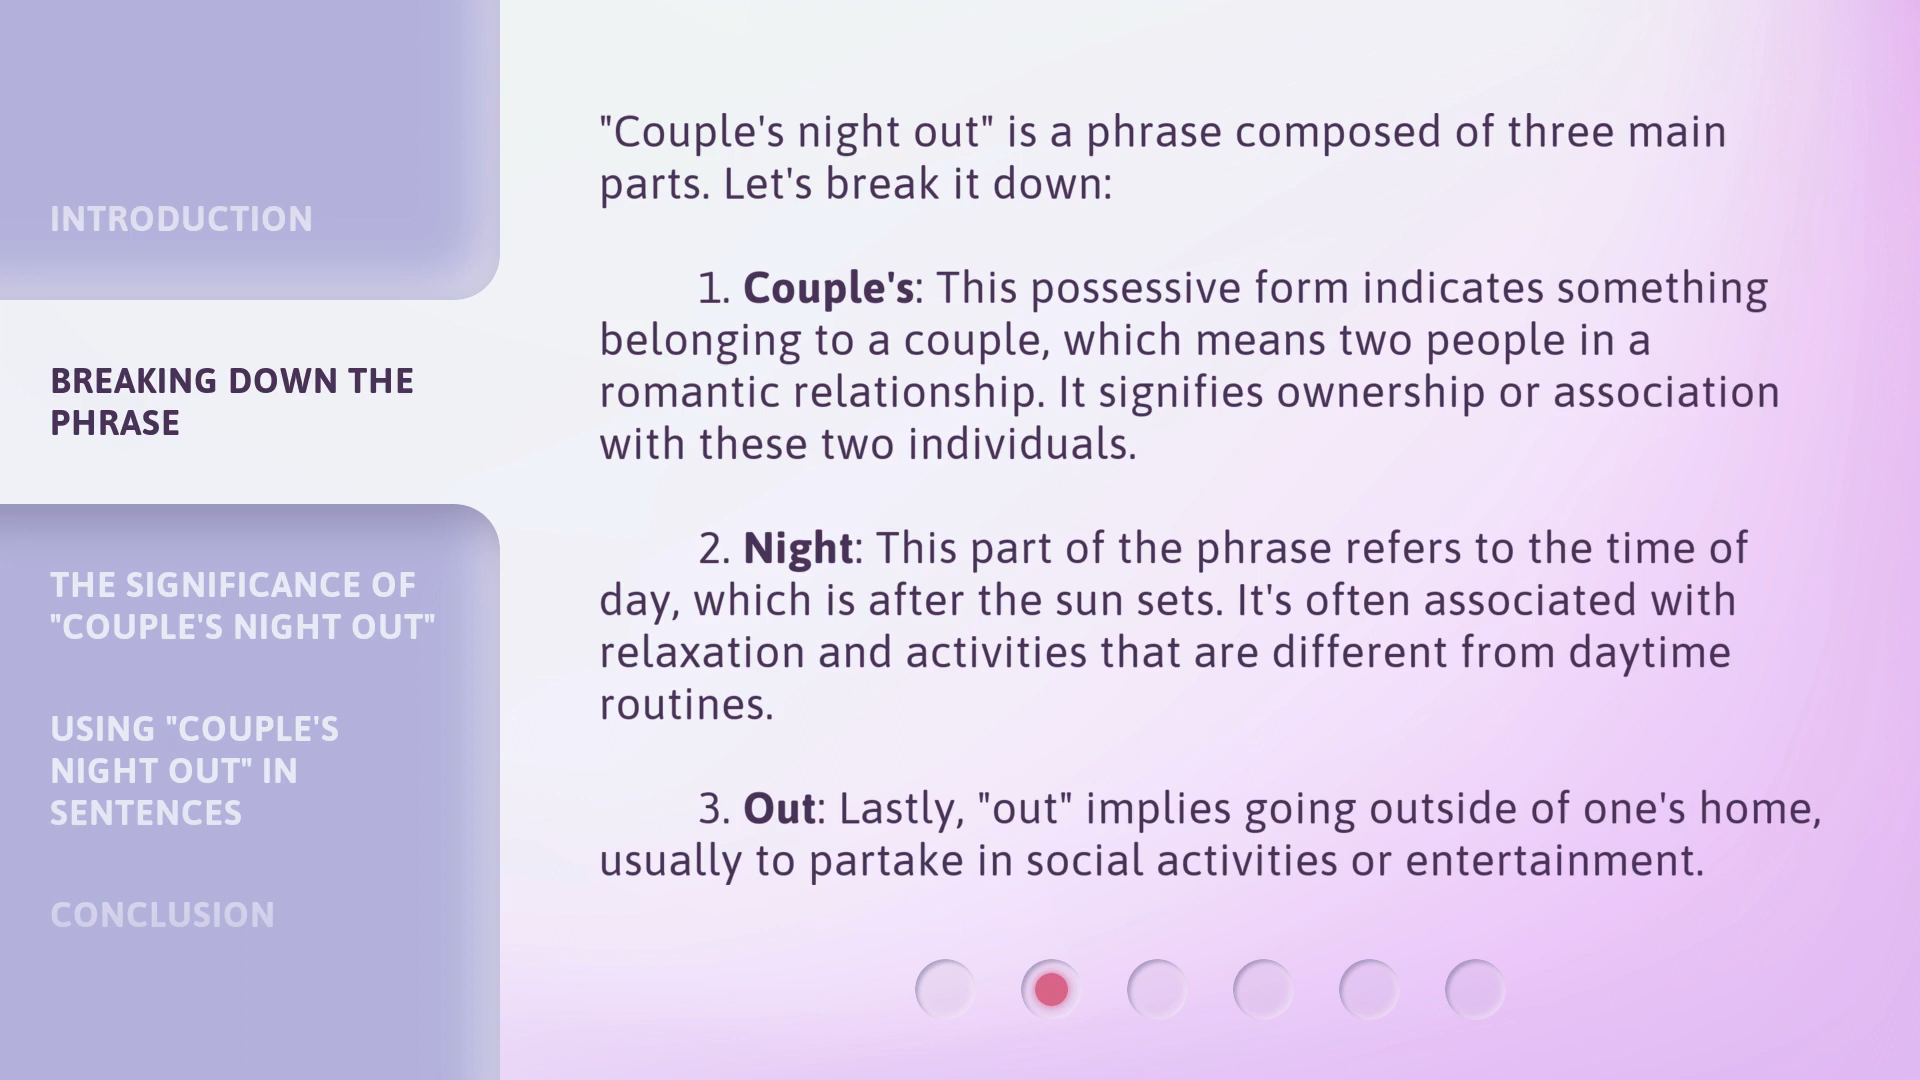 INTRODUCTION
BREAKING DOWN THE
PHRASE
THE SIGNIFICANCE OF
"COUPLE'S NIGHT OUT"
USING "COUPLE'S
NIGHT OUT" IN
SENTENCES
CONCLUSION
"Couple's night out" is a phrase composed of three main
parts. Let's break it down:
1. Couple's: This possessive form indicates something
belonging to a couple, which means two people in a
romantic relationship. It signifies ownership or association
with these two individuals.
2. Night: This part of the phrase refers to the time of
day, which is after the sun sets. It's often associated with
relaxation and activities that are different from daytime
routines.
3. Out: Lastly, "out" implies going outside of one's home,
usually to partake in social activities or entertainment.